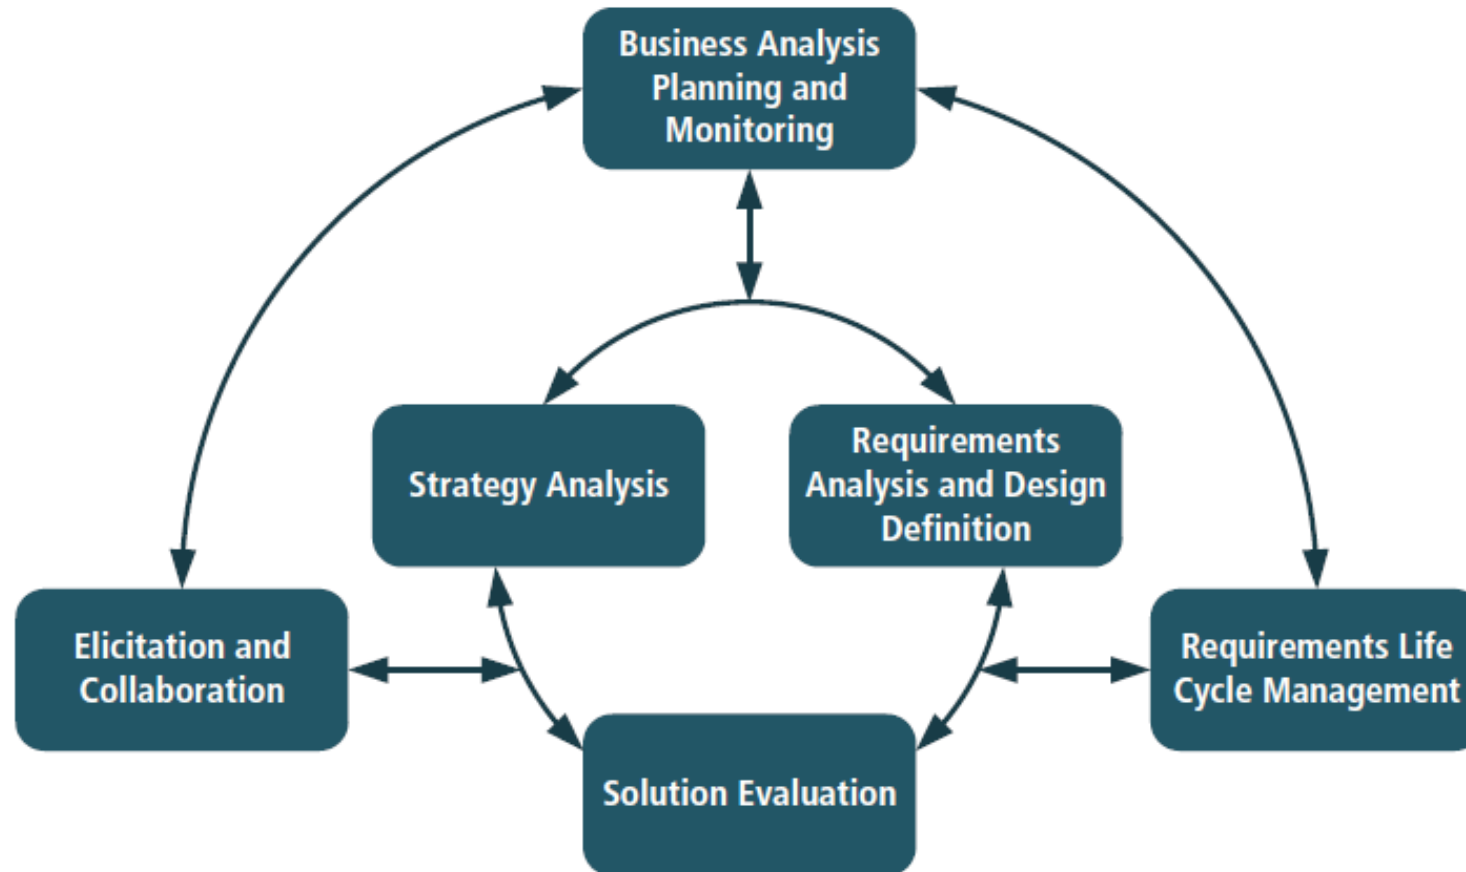 Business Analysis
Planning and
Monitoring
Strategy Analysis
Requirements
Analysis and Design
Definition
Elicitation and
Collaboration
Requirements Life
Cycle Management
Solution Evaluation